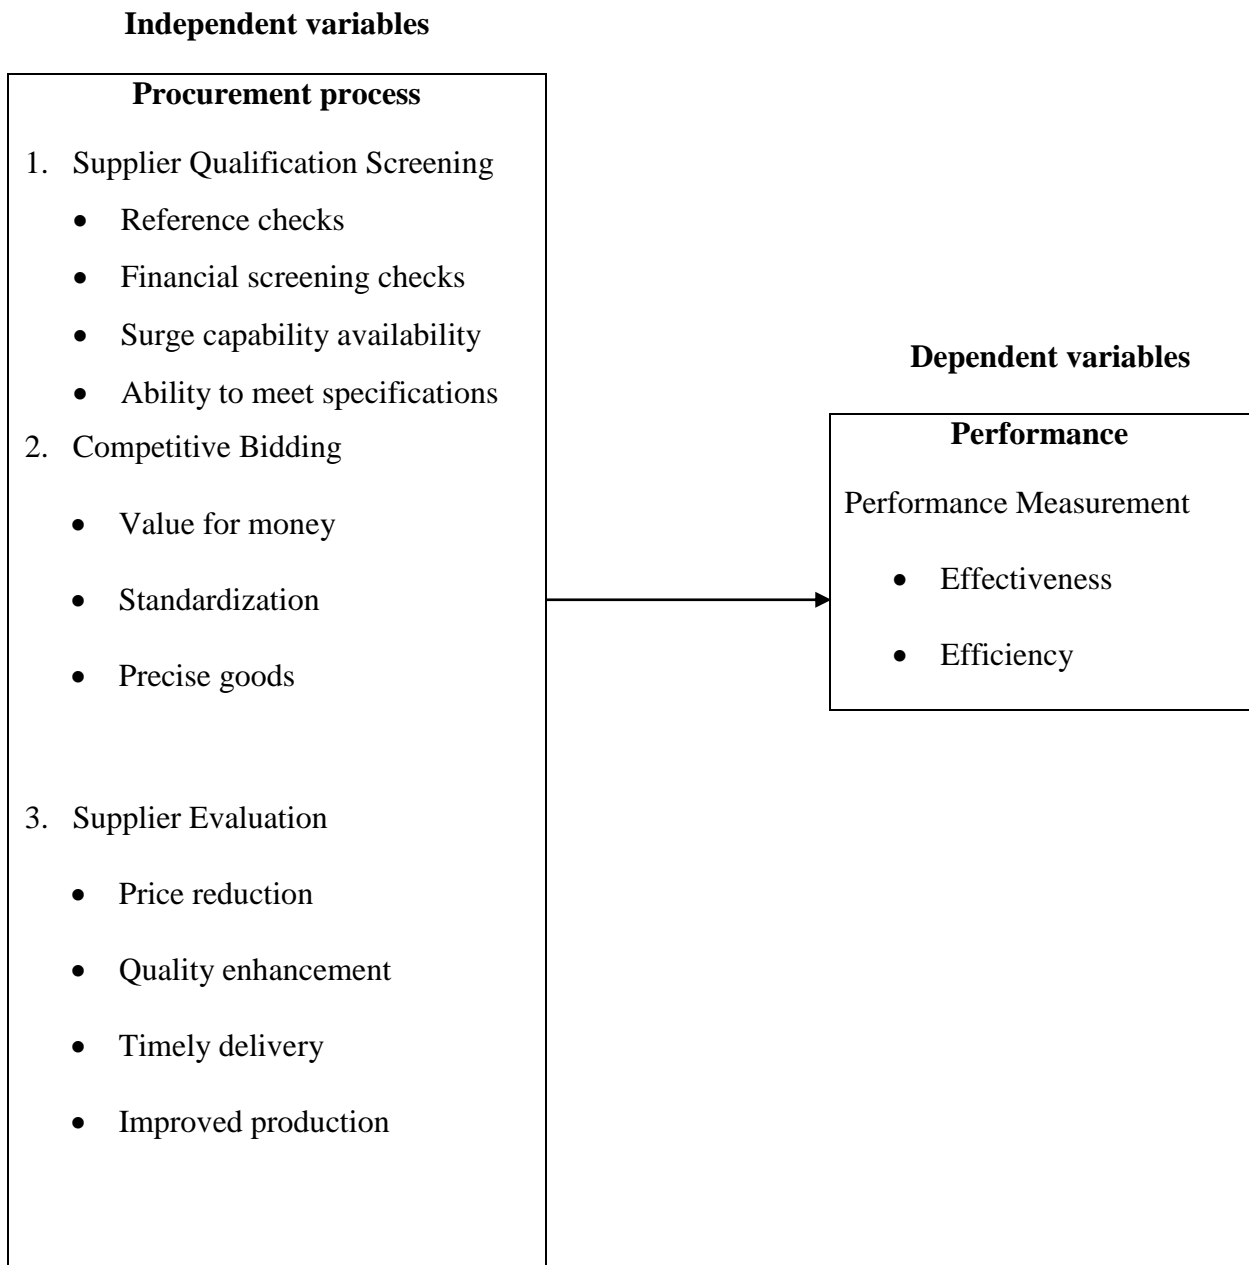 Independent variables
Procurement process
1. Supplier Qualification Screening
• Reference checks
• Financial screening checks
• Surge capability availability
• Ability to meet specifications
2. Competitive Bidding
• Value for money
• Standardization
• Precise goods
3. Supplier Evaluation
• Price reduction
• Quality enhancement
• Timely delivery
• Improved production
Dependent variables
Performance
Performance Measurement
• Effectiveness
• Efficiency